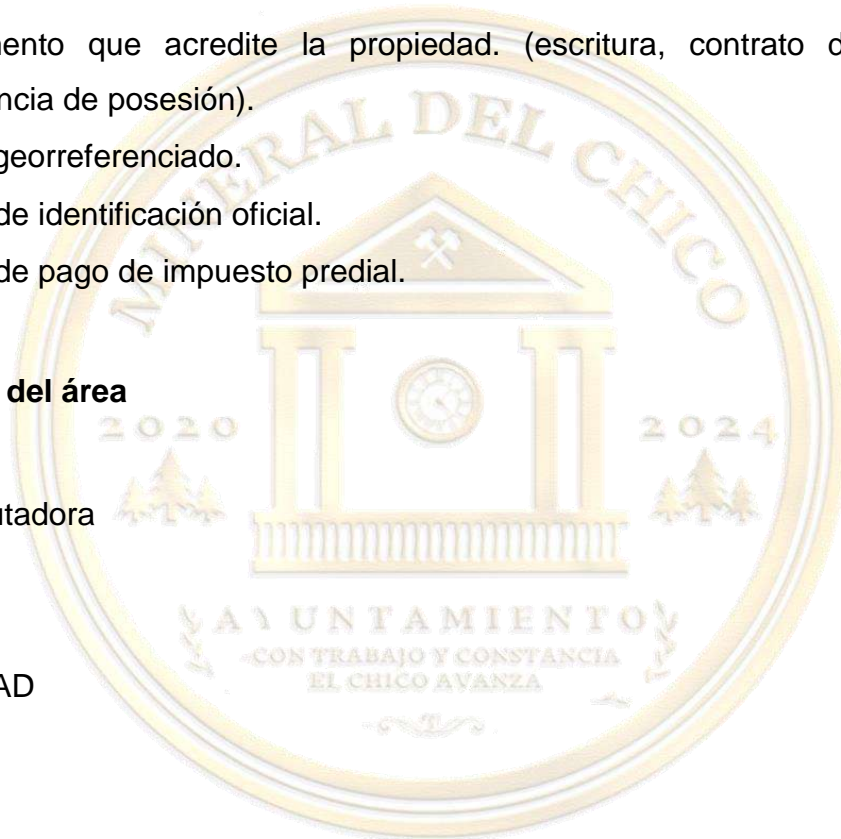 mento que acredite la propiedad. (escritura, contrato d
ncia de posesión).
georreferenciado.
de identificación oficial.
de pago de impuesto predial.
del área
utadora
AD
MINERAL DEL CHICO
2020 2024
AYUNTAMIENTO
CON TRABAJO Y CONSTANCIA
EL CHICO AVANZA